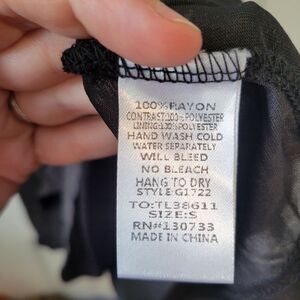 100% RAYON
CONTRAST:100%POLYESTER
LINING:100%POLYESTER
HAND WASH COLD
WATER SEPARATELY
WILL BLEED
NO BLEACH
HANG TO DRY
STYLE:G1722
TO:TL38611
SIZE:S
RN#130733
MADE IN CHINA